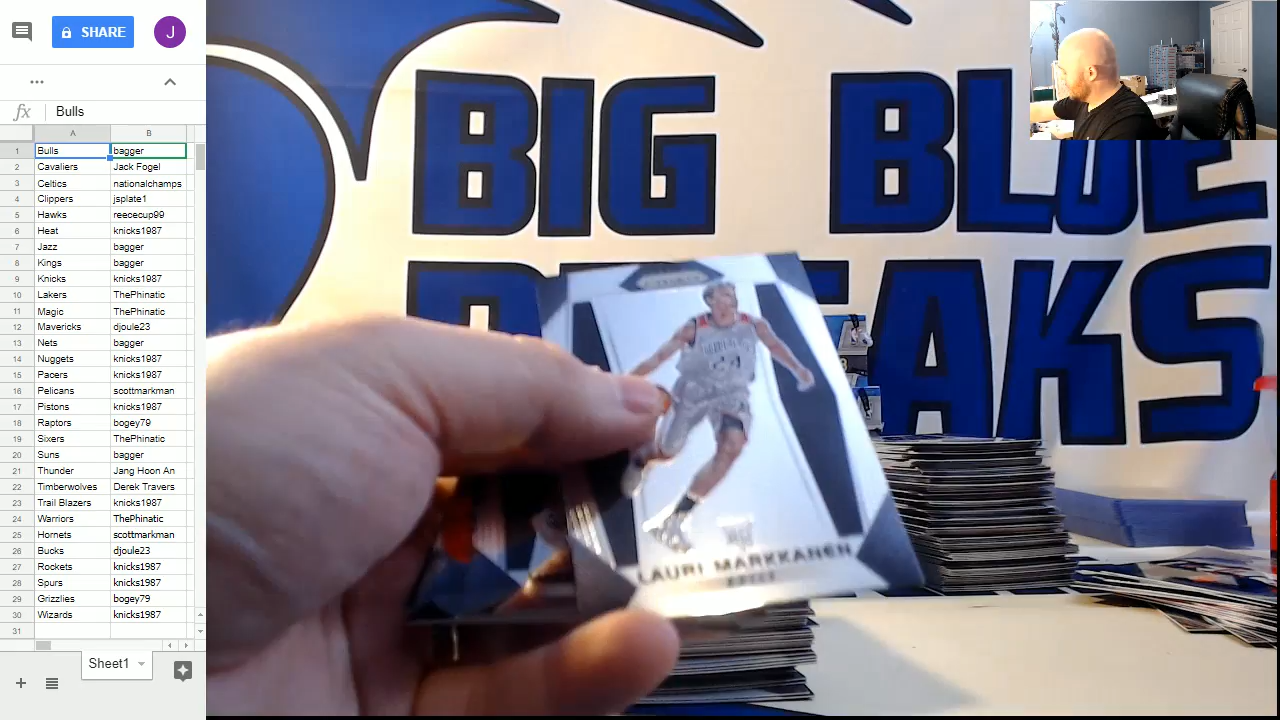 SHARE
J
...
fx Bulls
A B
1 Bulls bagger
2 Cavaliers Jack Fogel
3 Celtics nationalchamps
4 Clippers jsplate1
5 Hawks reececup99
6 Heat knicks1987
7 Jazz bagger
8 Kings bagger
9 Knicks knicks1987
10 Lakers ThePhinatic
11 Magic ThePhinatic
12 Mavericks djoule23
13 Nets bagger
14 Nuggets knicks1987
15 Pacers knicks1987
16 Pelicans scottmarkman
17 Pistons knicks1987
18 Raptors bogey79
19 Sixers ThePhinatic
20 Suns bagger
21 Thunder Jang Hoon An
22 Timberwolves Derek Travers
23 Trail Blazers knicks1987
24 Warriors ThePhinatic
25 Hornets scottmarkman
26 Bucks djoule23
27 Rockets knicks1987
28 Spurs knicks1987
29 Grizzlies bogey79
30 Wizards knicks1987
31
Sheet1
BIG BLUE
BREAKS
LAURI MARKKANEN